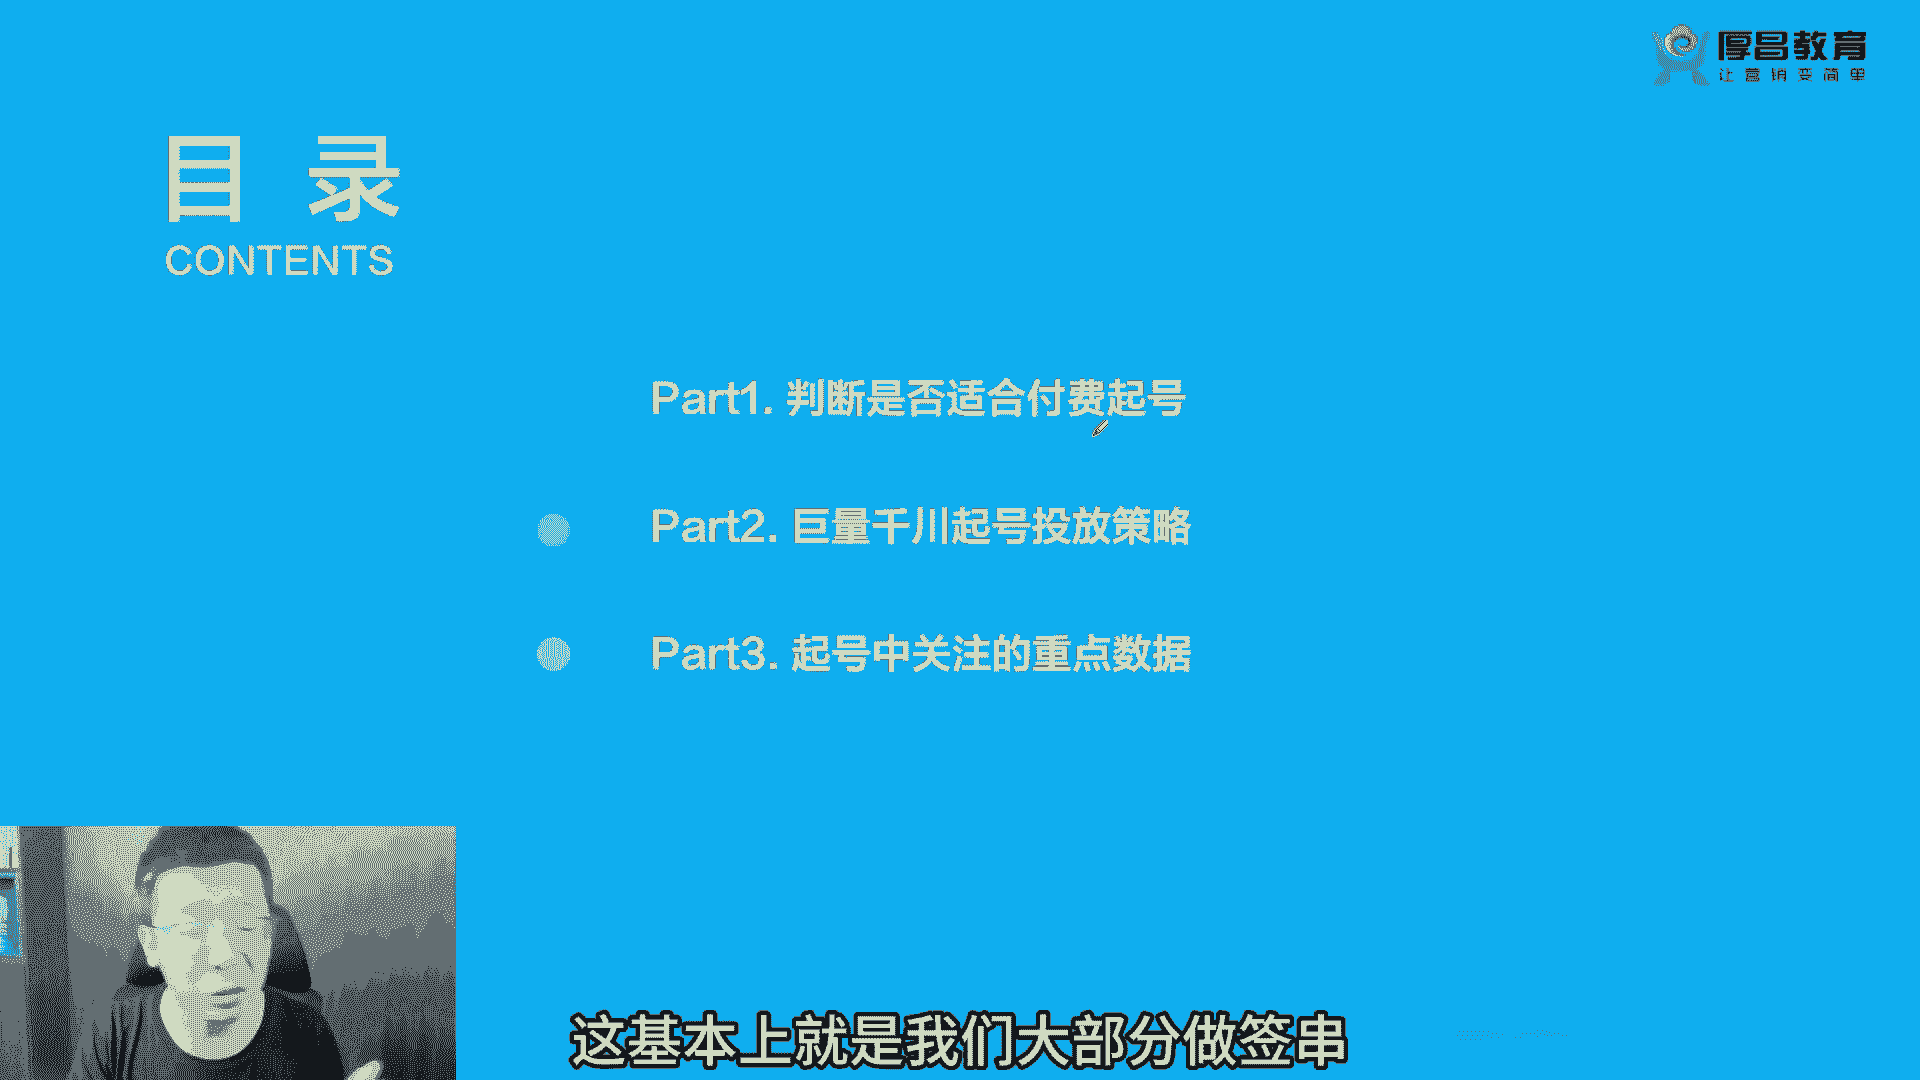 厚昌教育
让营销变简单
目录
CONTENTS
Part1. 判断是否适合付费起号
Part2. 巨量千川起号投放策略
Part3. 起号中关注的重点数据
这基本上就是我们大部分做签串